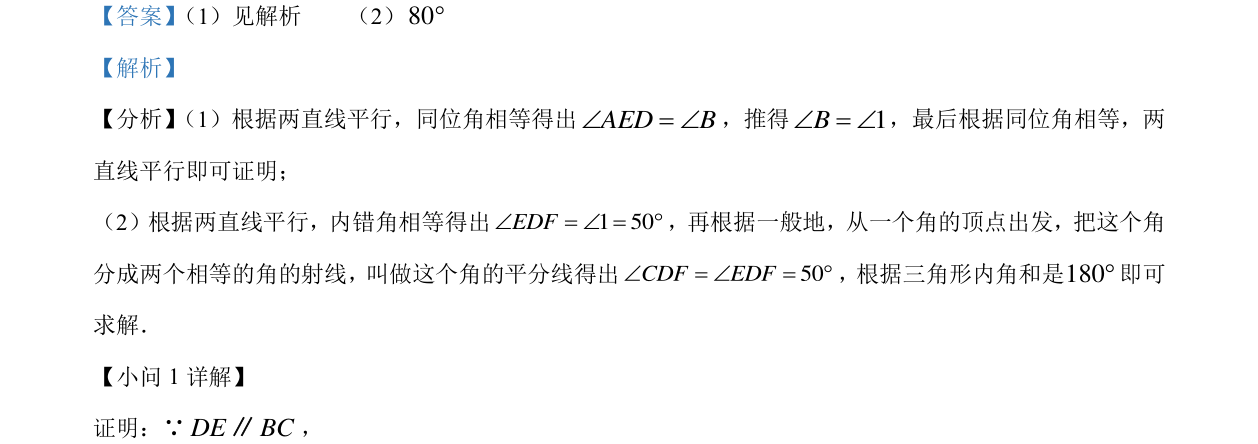 【答案】（1）见解析　　（2）80°
【解析】
【分析】（1）根据两直线平行，同位角相等得出∠AED = ∠B，推得∠B = ∠1，最后根据同位角相等，两
直线平行即可证明；
（2）根据两直线平行，内错角相等得出∠EDF = ∠1 = 50°，再根据一般地，从一个角的顶点出发，把这个角
分成两个相等的角的射线，叫做这个角的平分线得出∠CDF = ∠EDF = 50°，根据三角形内角和是180°即可
求解．
【小问 1 详解】
证明：∵DE∥BC，